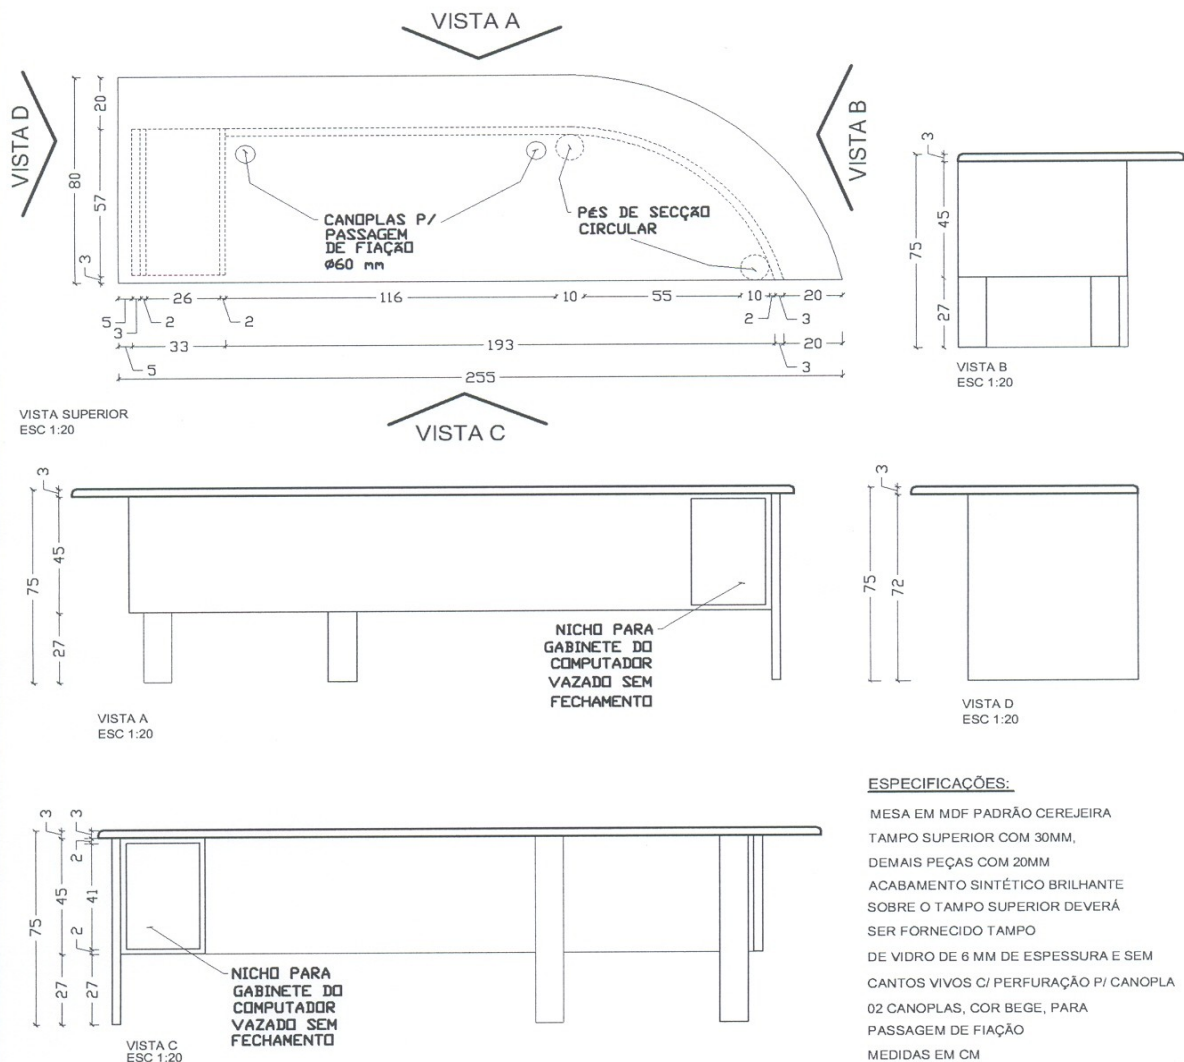 VISTA A
VISTA D
VISTA B
20
80
57
3
CANOPLAS P/
PASSAGEM
DE FIAÇÃO
Ø60 mm
PÉS DE SECÇÃO
CIRCULAR
26
116
10
55
10
20
5
3
2
2
2
3
33
193
20
5
3
255
VISTA SUPERIOR
ESC 1:20
VISTA C
3
75
45
27
VISTA B
ESC 1:20
3
75
45
27
NICHO PARA
GABINETE DO
COMPUTADOR
VAZADO SEM
FECHAMENTO
VISTA A
ESC 1:20
3
75
72
VISTA D
ESC 1:20
3
3
2
75
45
41
2
27
27
NICHO PARA
GABINETE DO
COMPUTADOR
VAZADO SEM
FECHAMENTO
VISTA C
ESC 1:20
ESPECIFICAÇÕES:
MESA EM MDF PADRÃO CEREJEIRA
TAMPO SUPERIOR COM 30MM,
DEMAIS PEÇAS COM 20MM
ACABAMENTO SINTÉTICO BRILHANTE
SOBRE O TAMPO SUPERIOR DEVERÁ
SER FORNECIDO TAMPO
DE VIDRO DE 6 MM DE ESPESSURA E SEM
CANTOS VIVOS C/ PERFURAÇÃO P/ CANOPLA
02 CANOPLAS, COR BEGE, PARA
PASSAGEM DE FIAÇÃO
MEDIDAS EM CM